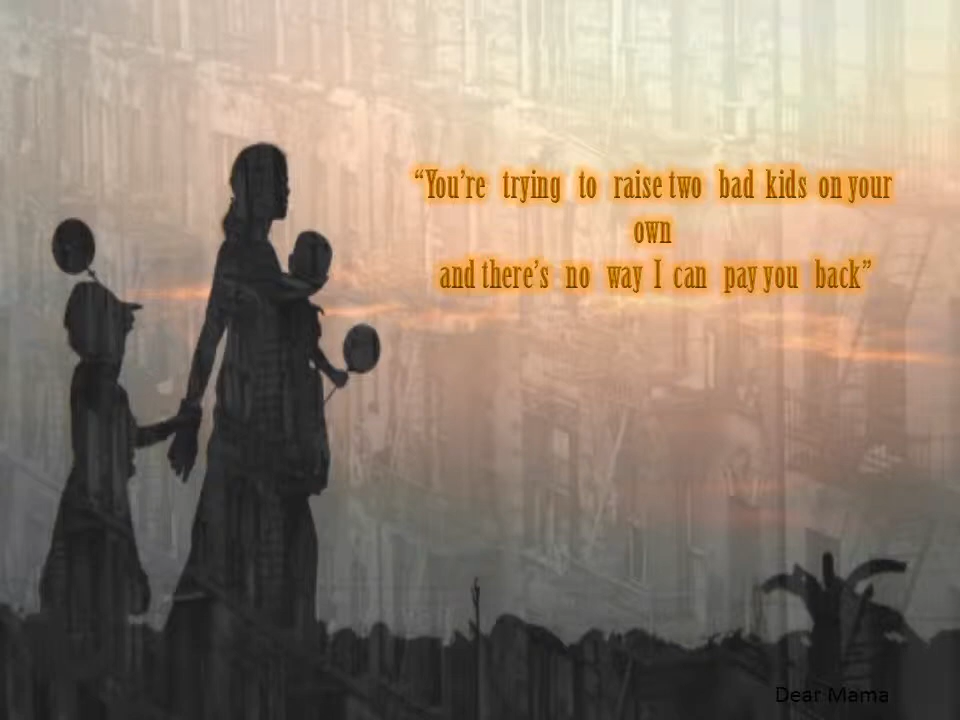 “You’re trying to raise two bad kids on your
own
and there’s no way I can pay you back”
Dear Mama